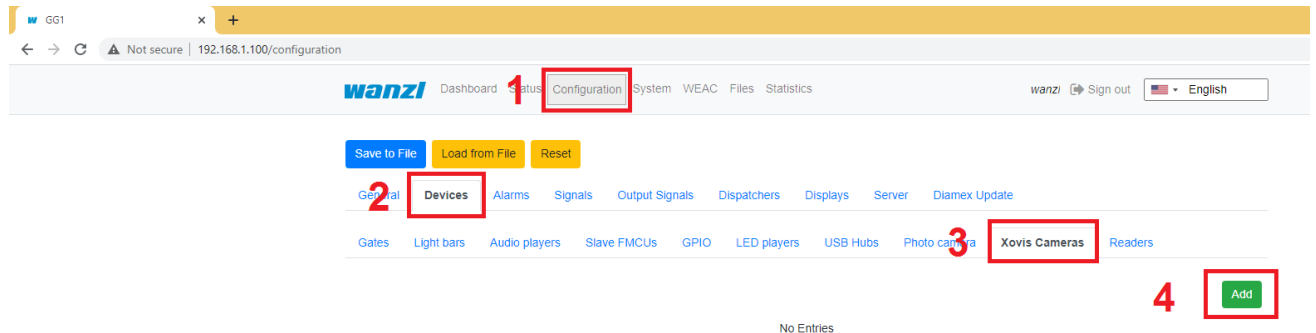 GG1
Not secure | 192.168.1.100/configuration
wanzl Dashboard Status Configuration System WEAC Files Statistics wanzl Sign out English
1
Save to File Load from File Reset
2
General Devices Alarms Signals Output Signals Dispatchers Displays Server Diamex Update
3
Gates Light bars Audio players Slave FMCUs GPIO LED players USB Hubs Photo camera Xovis Cameras Readers
4
Add
No Entries